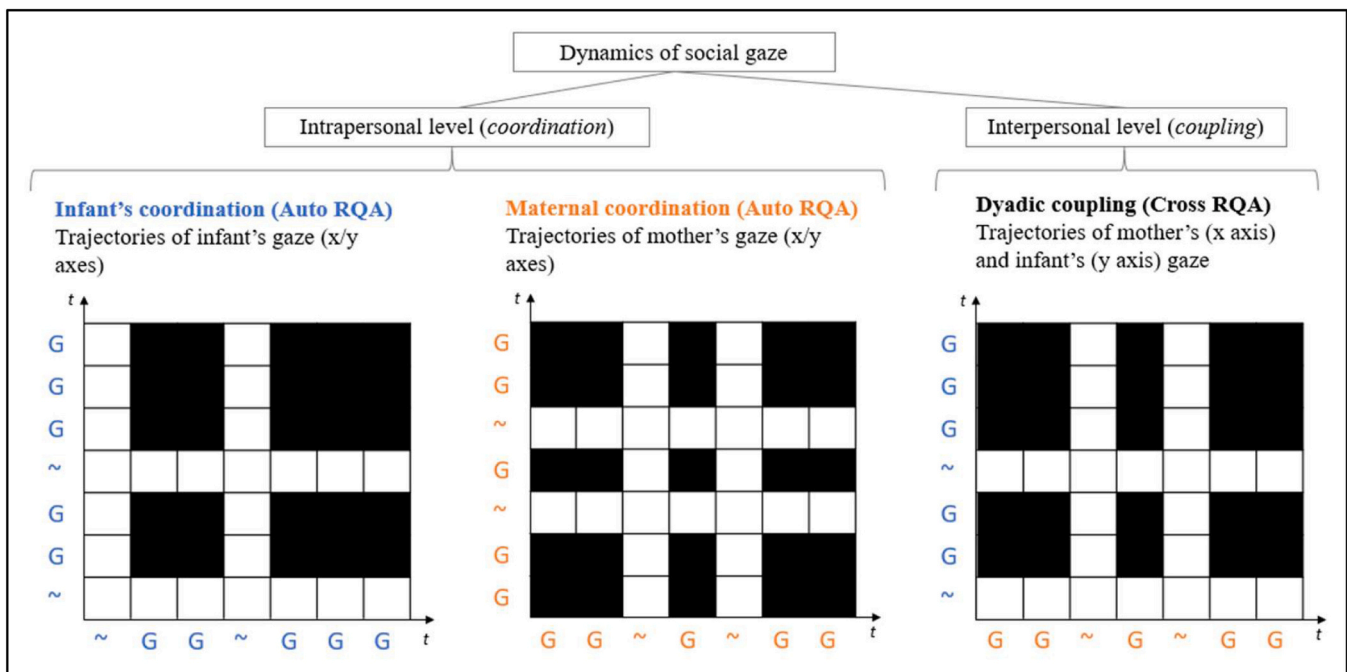 Dynamics of social gaze
Intrapersonal level (coordination)
Interpersonal level (coupling)
Infant's coordination (Auto RQA)
Trajectories of infant's gaze (x/y
axes)
t
G
G
G
~
G
G
~
~ G G ~ G G G
t
Maternal coordination (Auto RQA)
Trajectories of mother's gaze (x/y
axes)
t
G
G
~
G
~
G
G
G G ~ G ~ G G
t
Dyadic coupling (Cross RQA)
Trajectories of mother's (x axis)
and infant's (y axis) gaze
t
G
G
G
~
G
G
~
G G ~ G ~ G G
t